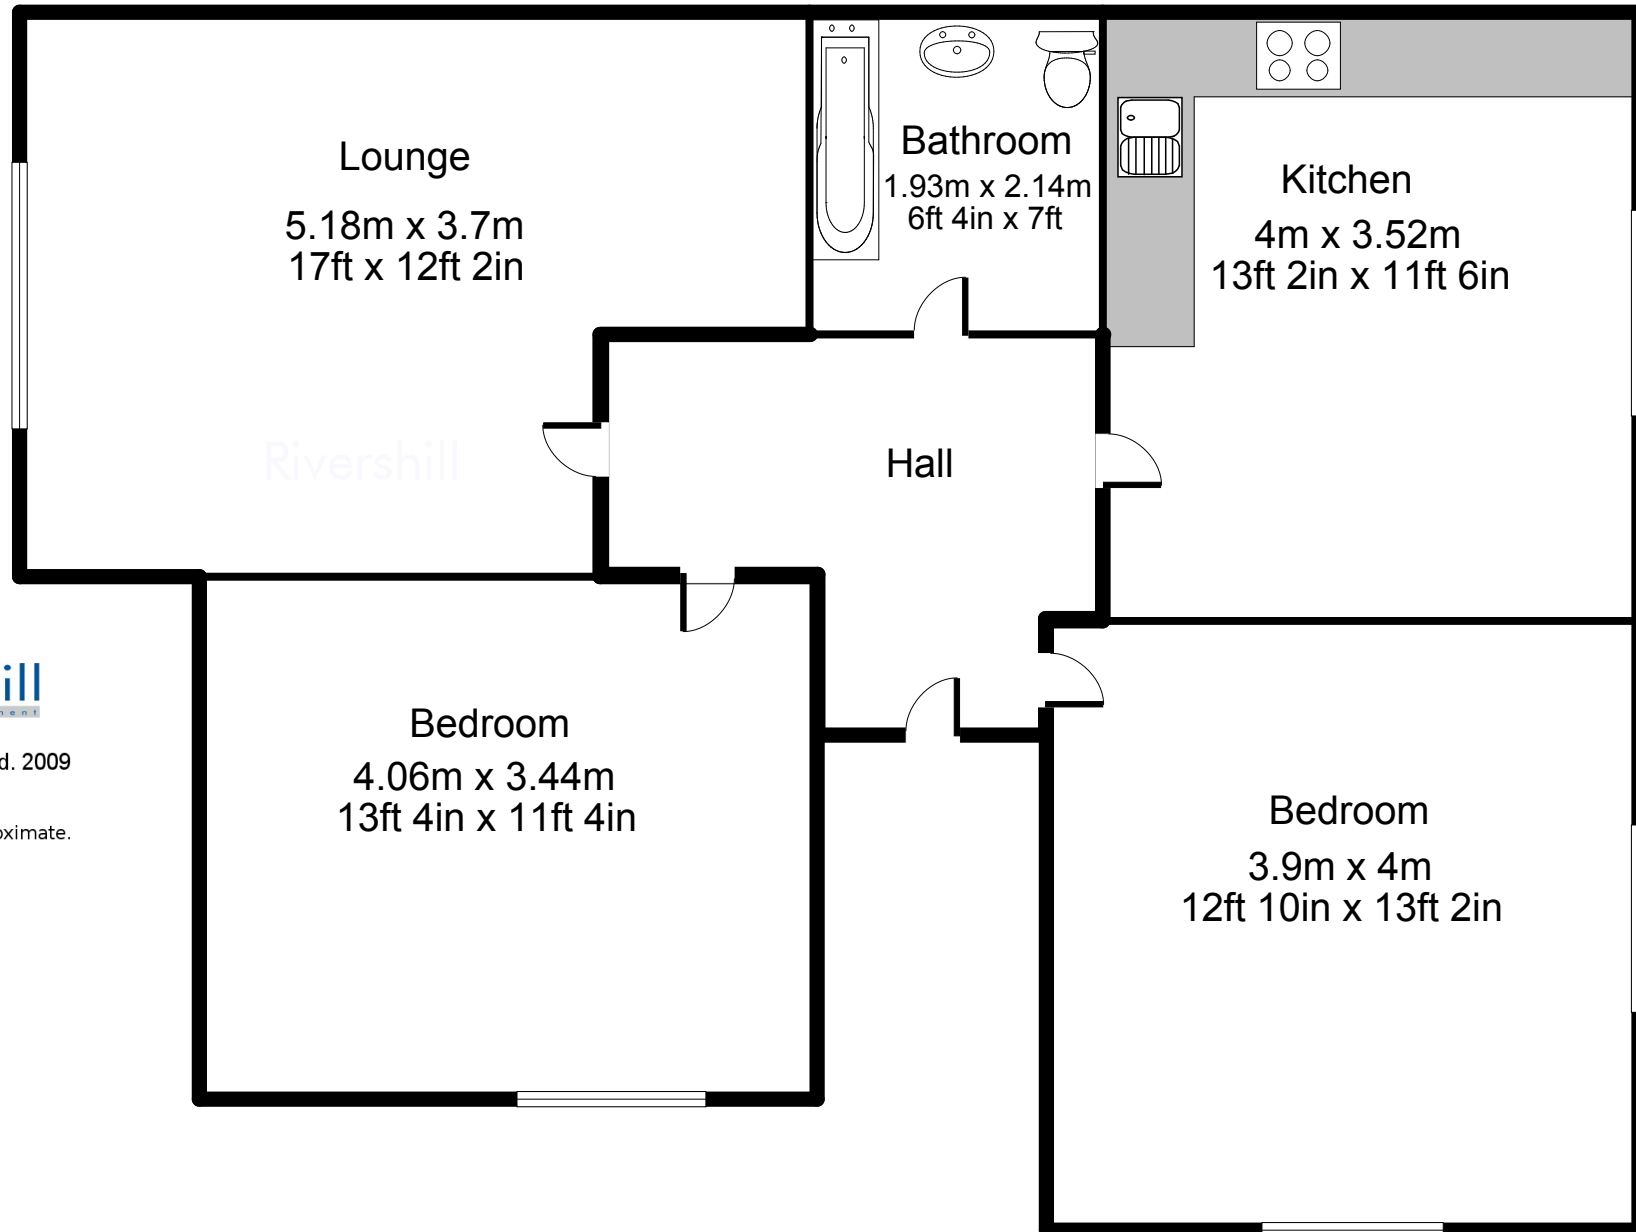 Lounge
5.18m x 3.7m
17ft x 12ft 2in
Bathroom
1.93m x 2.14m
6ft 4in x 7ft
Kitchen
4m x 3.52m
13ft 2in x 11ft 6in
Rivershill
Hall
Bedroom
4.06m x 3.44m
13ft 4in x 11ft 4in
Bedroom
3.9m x 4m
12ft 10in x 13ft 2in
ill
ment
d. 2009
oximate.